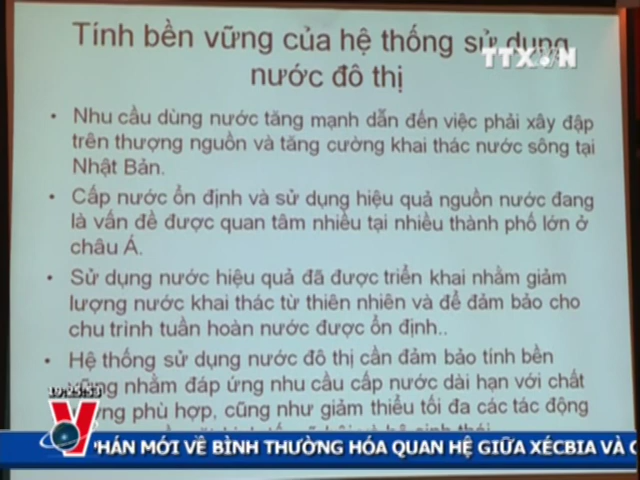 Tính bền vững của hệ thống sử dụng
nước đô thị
TTXVN
• Nhu cầu dùng nước tăng mạnh dẫn đến việc phải xây đập
trên thượng nguồn và tăng cường khai thác nước sông tại
Nhật Bản.
• Cấp nước ổn định và sử dụng hiệu quả nguồn nước đang
là vấn đề được quan tâm nhiều tại nhiều thành phố lớn ở
châu Á.
• Sử dụng nước hiệu quả đã được triển khai nhằm giảm
lượng nước khai thác từ thiên nhiên và để đảm bảo cho
chu trình tuần hoàn nước được ổn định..
• Hệ thống sử dụng nước đô thị cần đảm bảo tính bền
nhằm đáp ứng nhu cầu cấp nước dài hạn với chất
phù hợp, cũng như giảm thiểu tối đa các tác động
19:25:53
V
PHÁN MỚI VỀ BÌNH THƯỜNG HÓA QUAN HỆ GIỮA XÉCBIA VÀ